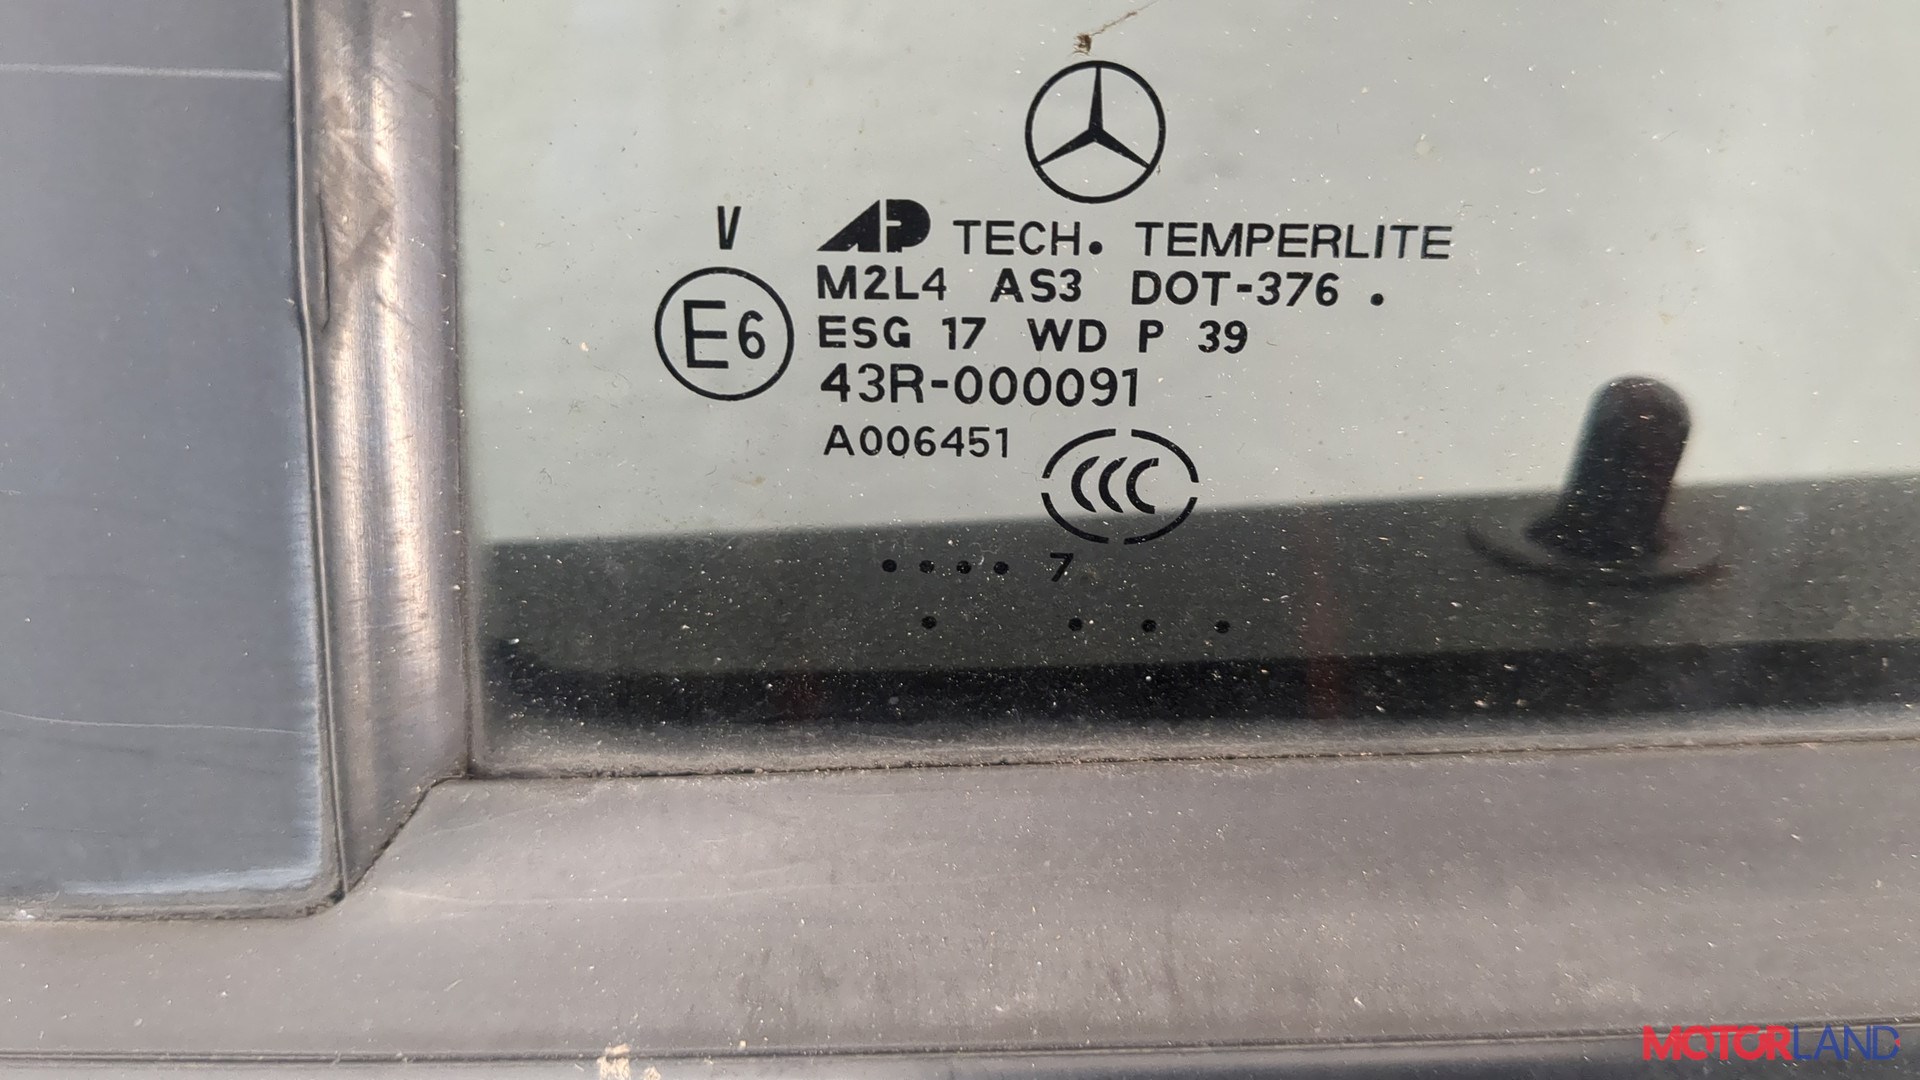 V
AP TECH. TEMPERLITE
M2L4 AS3 DOT-376 .
E6
ESG 17 WD P 39
43R-000091
A006451
CCC
.... 7
. . . .
MOTORLAND